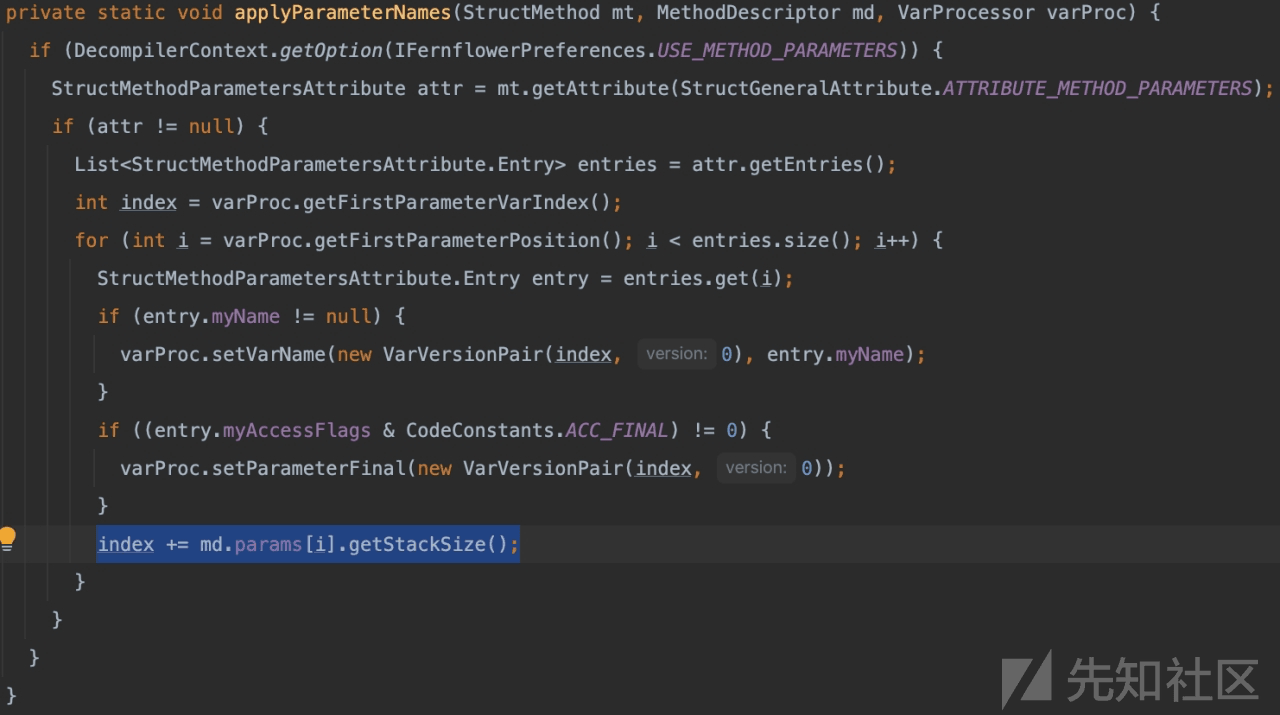 private static void applyParameterNames(StructMethod mt, MethodDescriptor md, VarProcessor varProc) {
if (DecompilerContext.getOption(IFernflowerPreferences.USE_METHOD_PARAMETERS)) {
StructMethodParametersAttribute attr = mt.getAttribute(StructGeneralAttribute.ATTRIBUTE_METHOD_PARAMETERS);
if (attr != null) {
List<StructMethodParametersAttribute.Entry> entries = attr.getEntries();
int index = varProc.getFirstParameterVarIndex();
for (int i = varProc.getFirstParameterPosition(); i < entries.size(); i++) {
StructMethodParametersAttribute.Entry entry = entries.get(i);
if (entry.myName != null) {
varProc.setVarName(new VarVersionPair(index, version: 0), entry.myName);
}
if ((entry.myAccessFlags & CodeConstants.ACC_FINAL) != 0) {
varProc.setParameterFinal(new VarVersionPair(index, version: 0));
}
index += md.params[i].getStackSize();
}
}
}
}
先知社区